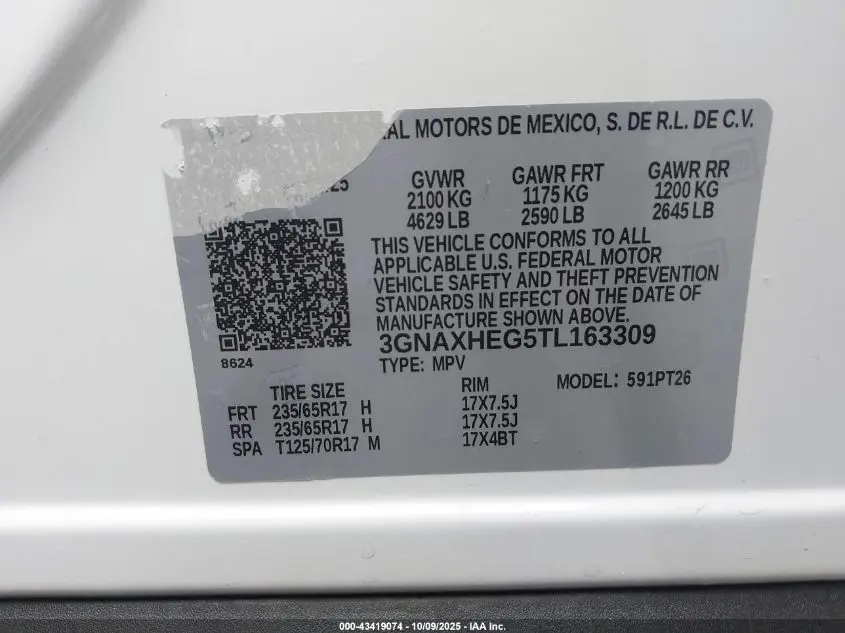 MOTORS DE MEXICO, S. DE R.L. DE C.V.
GVWR GAWR FRT GAWR RR
2100 KG 1175 KG 1200 KG
4629 LB 2590 LB 2645 LB
THIS VEHICLE CONFORMS TO ALL
APPLICABLE U.S. FEDERAL MOTOR
VEHICLE SAFETY AND THEFT PREVENTION
STANDARDS IN EFFECT ON THE DATE OF
MANUFACTURE SHOWN ABOVE.
3GNAXHEG5TL163309
8624
TYPE: MPV MODEL: 591PT26
TIRE SIZE RIM
FRT 235/65R17 H 17X7.5J
RR 235/65R17 H 17X7.5J
SPA T125/70R17 M 17X4BT
000-43419074 - 10/09/2025 - IAA Inc.